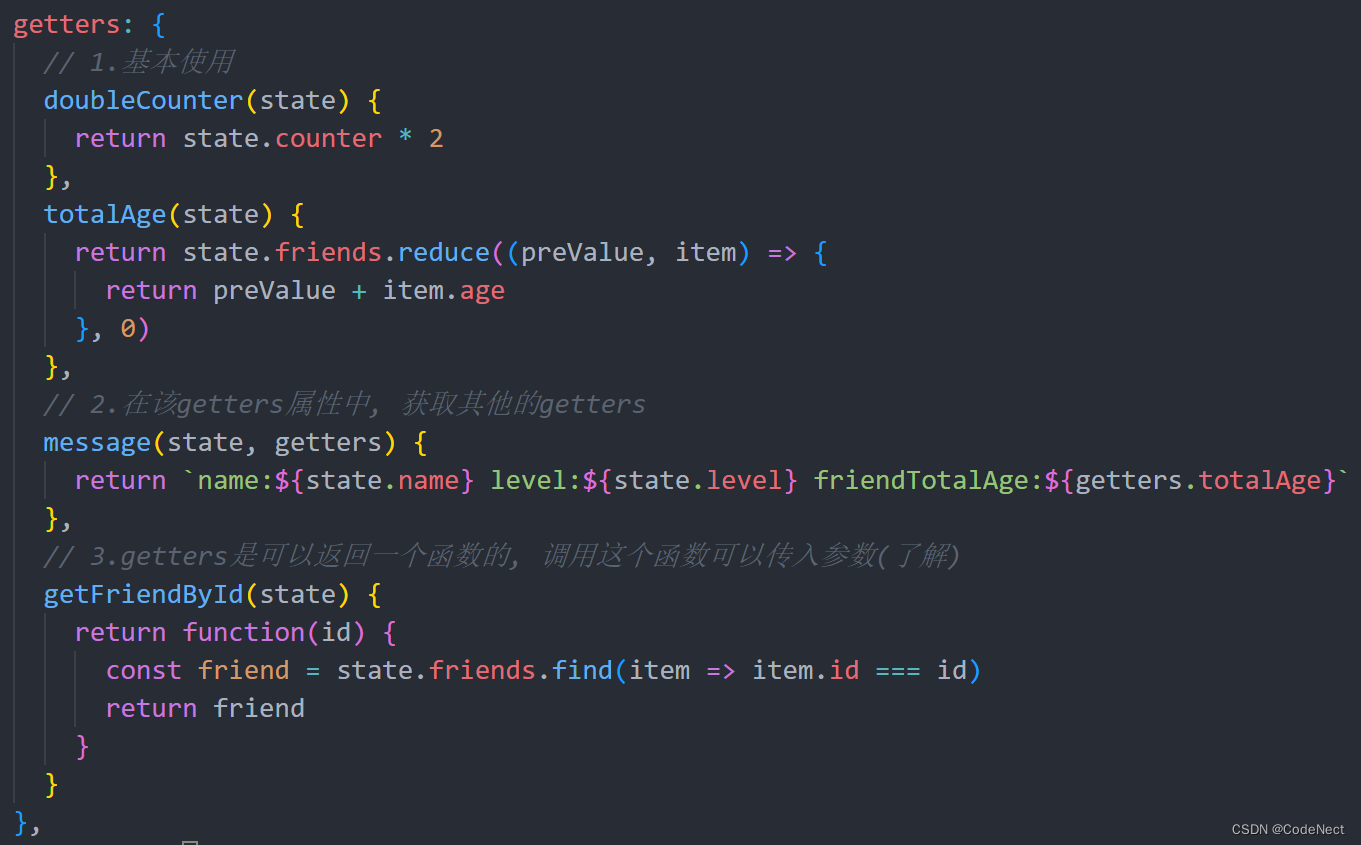 getters: {
  // 1.基本使用
  doubleCounter(state) {
    return state.counter * 2
  },
  totalAge(state) {
    return state.friends.reduce((preValue, item) => {
      return preValue + item.age
    }, 0)
  },
  // 2.在该getters属性中, 获取其他的getters
  message(state, getters) {
    return `name:${state.name} level:${state.level} friendTotalAge:${getters.totalAge}`
  },
  // 3.getters是可以返回一个函数的, 调用这个函数可以传入参数(了解)
  getFriendById(state) {
    return function(id) {
      const friend = state.friends.find(item => item.id === id)
      return friend
    }
  }
},
CSDN @CodeNect